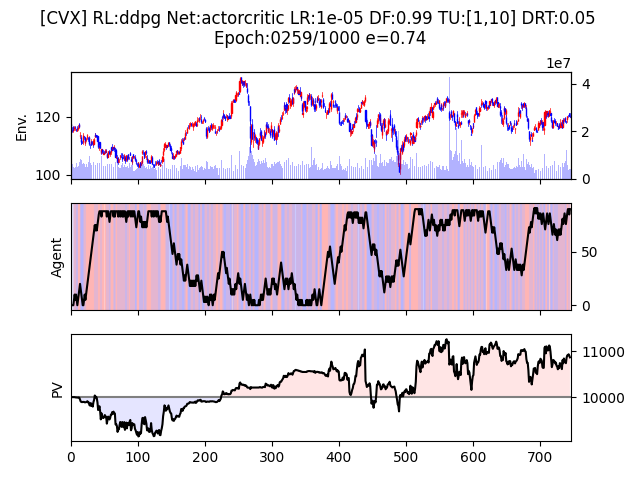 [CVX] RL:ddpg Net:actorcritic LR:1e-05 DF:0.99 TU:[1,10] DRT:0.05
Epoch:0259/1000 e=0.74
1e7
Env.
120
100
4
2
0
Agent
50
0
PV
11000
10000
0 100 200 300 400 500 600 700